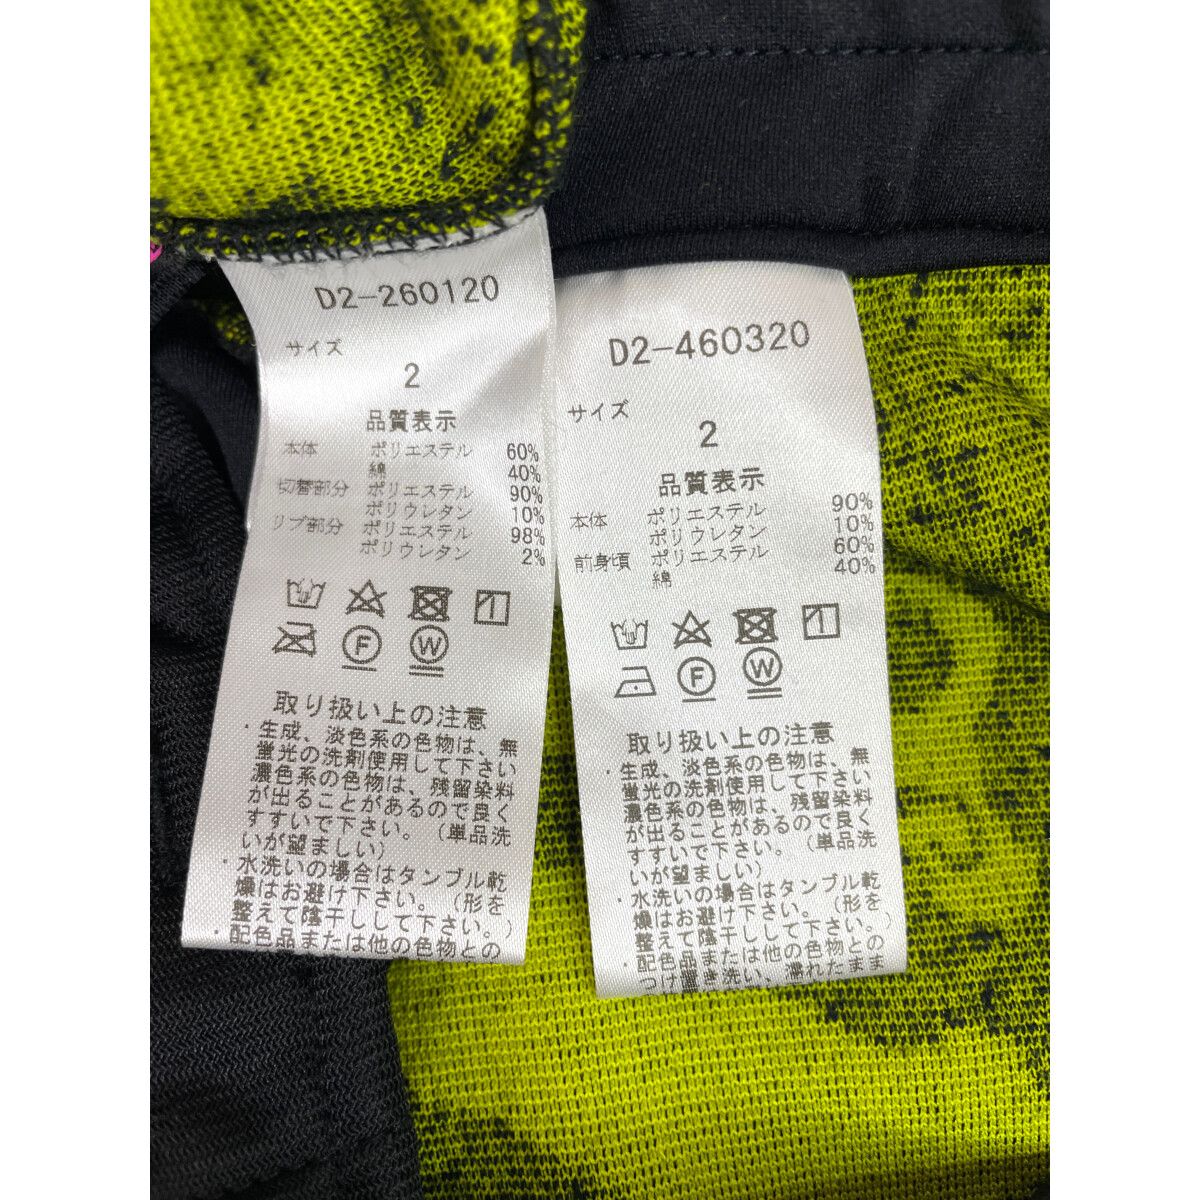 D2-260120
サイズ
2
品質表示
本体 ポリエステル 60%
綿 40%
切替部分 ポリエステル 90%
ポリウレタン 10%
リブ部分 ポリエステル 98%
ポリウレタン 2%
F W
取り扱い上の注意
・生成、淡色系の色物は、無
蛍光の洗剤使用して下さい
濃色系の色物は、残留染料
が出ることがあるので良く
すすいで下さい。（単品洗
いが望ましい）
・水洗いの場合はタンブル乾
燥はお避け下さい。（形を
整えて陰干しして下さい。）
・配色品または他の色物との
D2-460320
サイズ
2
品質表示
本体 ポリエステル 90%
ポリウレタン 10%
前身頃 ポリエステル 60%
綿 40%
F W
取り扱い上の注意
・生成、淡色系の色物は、無
蛍光の洗剤使用して下さい
濃色系の色物は、残留染料
が出ることがあるので良く
すすいで下さい。（単品洗
いが望ましい）
・水洗いの場合はタンブル乾
燥はお避け下さい。（形を
整えて陰干しして下さい。）
・配色品または他の色物との
つけ置き洗い、濡れたまま